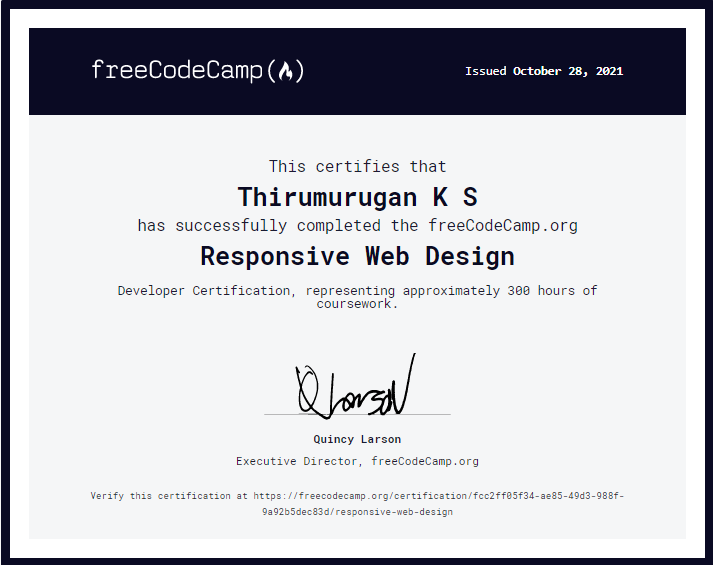 freeCodeCamp(🔥)
Issued October 28, 2021
This certifies that
Thirumurugan K S
has successfully completed the freeCodeCamp.org
Responsive Web Design
Developer Certification, representing approximately 300 hours of
coursework.
Q Larson
Quincy Larson
Executive Director, freeCodeCamp.org
Verify this certification at https://freecodecamp.org/certification/fcc2ff05f34-ae85-49d3-988f-
9a92b5dec83d/responsive-web-design